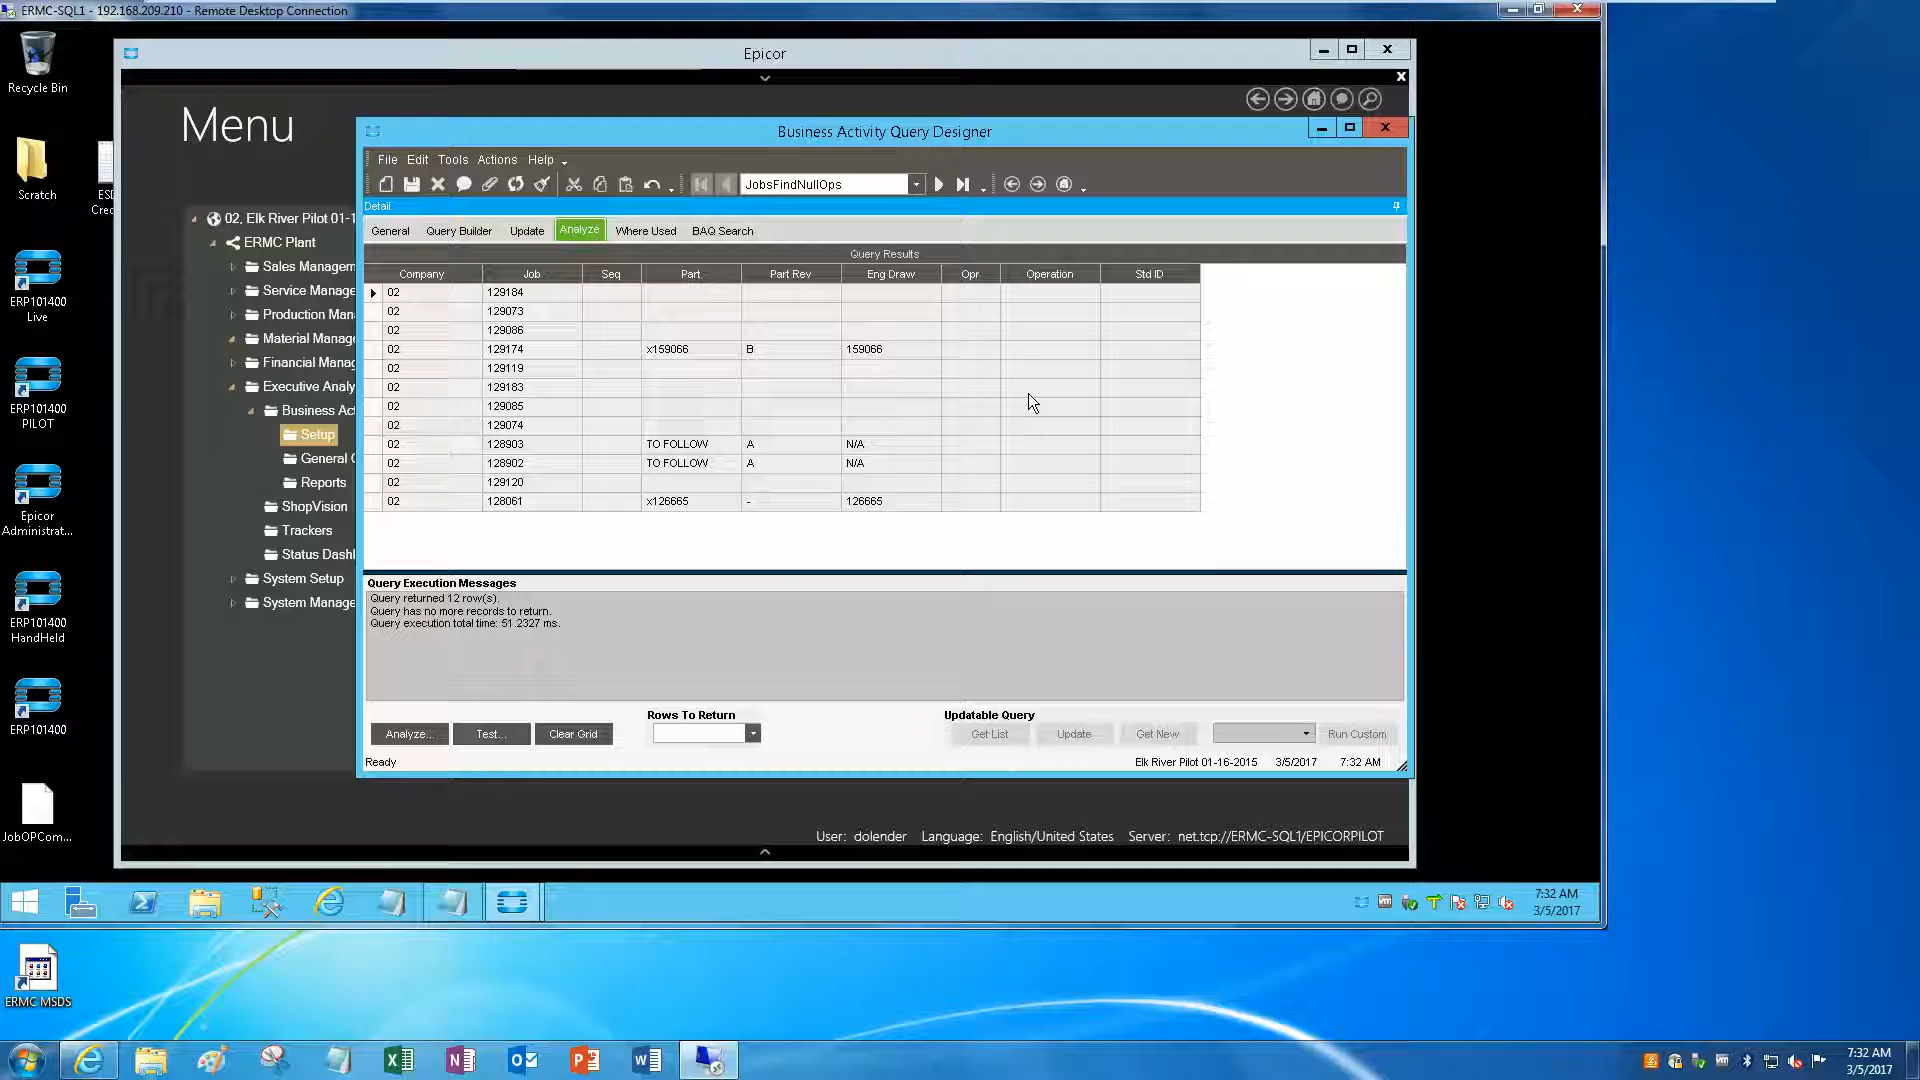 ERMC-SQL1 - 192.168.209.210 - Remote Desktop Connection
Recycle Bin
Scratch
ERP101400
Live
ERP101400
PILOT
Epicor
Administrat...
ERP101400
HandHeld
ERP101400
JobOPCom...
ERMC MSDS
Epicor
Menu
02, Elk River Pilot 01-1
ERMC Plant
Sales Managem
Service Manage
Production Man
Material Manage
Financial Manag
Executive Analy
Business Act
Setup
General
Reports
ShopVision
Trackers
Status Dashb
System Setup
System Manage
Business Activity Query Designer
File Edit Tools Actions Help
JobsFindNullOps
Detail
General Query Builder Update Analyze Where Used BAQ Search
Query Results
Company Job Seq Part Part Rev Eng Draw Opr Operation Std ID
02 129184
02 129073
02 129086
02 129174 x159066 B 159066
02 129119
02 129183
02 129085
02 129074
02 128903 TO FOLLOW A N/A
02 128902 TO FOLLOW A N/A
02 129120
02 128061 x126665 - 126665
Query Execution Messages
Query returned 12 row(s).
Query has no more records to return.
Query execution total time: 51.2327 ms.
Rows To Return Updatable Query
Analyze... Test... Clear Grid Get List Update Get New Run Custom
Ready Elk River Pilot 01-16-2015 3/5/2017 7:32 AM
User: dolender Language: English/United States Server: net.tcp://ERMC-SQL1/EPICORPILOT
7:32 AM
3/5/2017
7:32 AM
3/5/2017